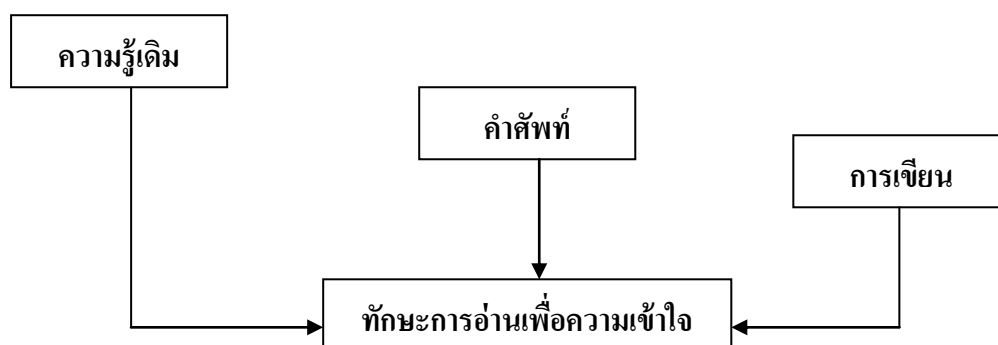 ความรู้เดิม
คำศัพท์
การเขียน
ทักษะการอ่านเพื่อความเข้าใจ